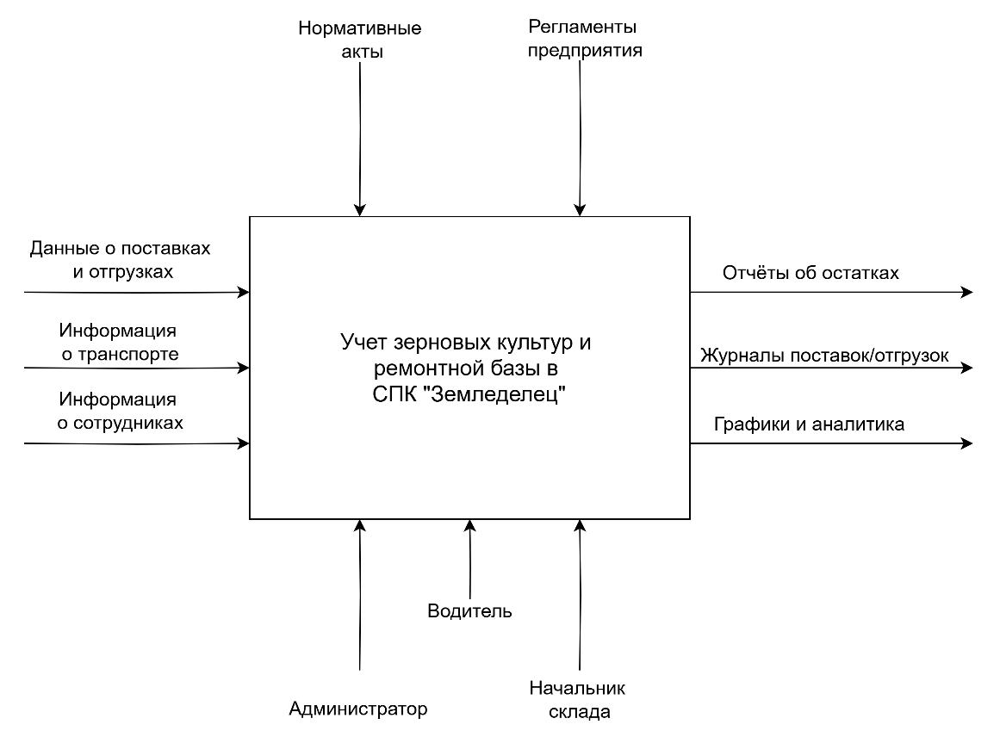 Нормативные
акты
Регламенты
предприятия
Данные о поставках
и отгрузках
Информация
о транспорте
Информация
о сотрудниках
Учет зерновых культур и
ремонтной базы в
СПК "Земледелец"
Отчёты об остатках
Журналы поставок/отгрузок
Графики и аналитика
Водитель
Администратор
Начальник
склада